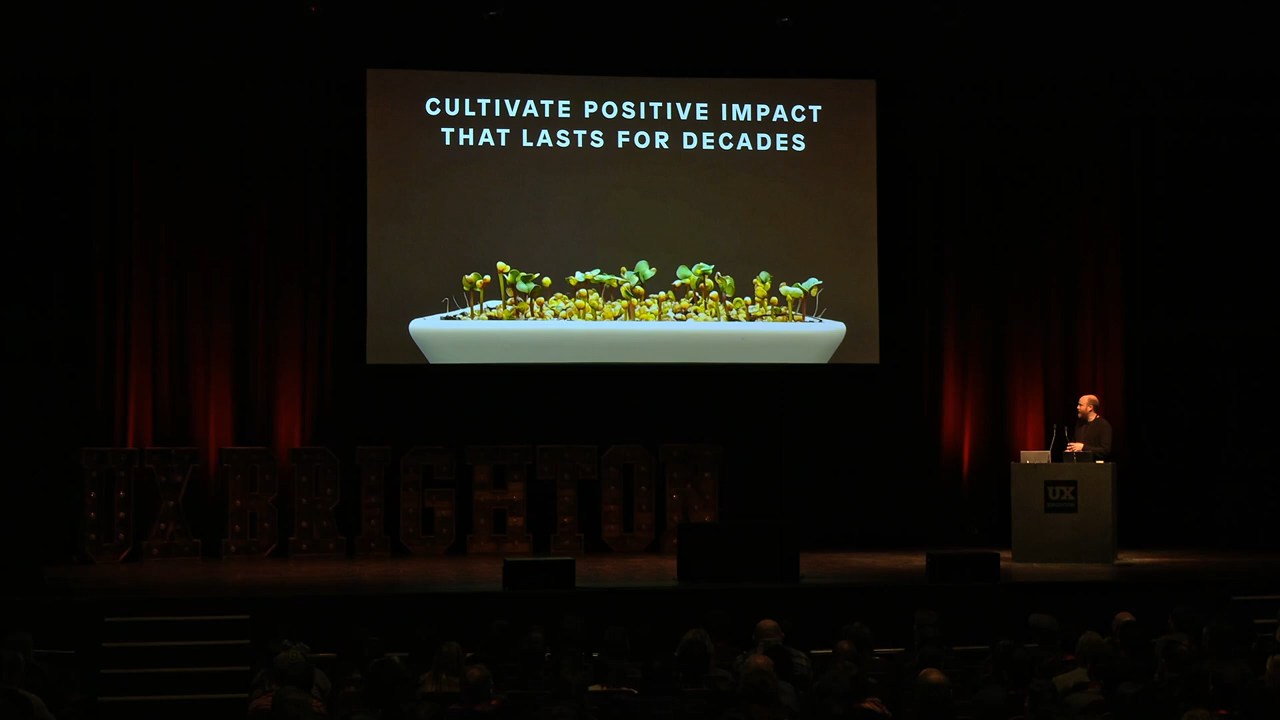 CULTIVATE POSITIVE IMPACT
THAT LASTS FOR DECADES
UX BRIGHTON
UX